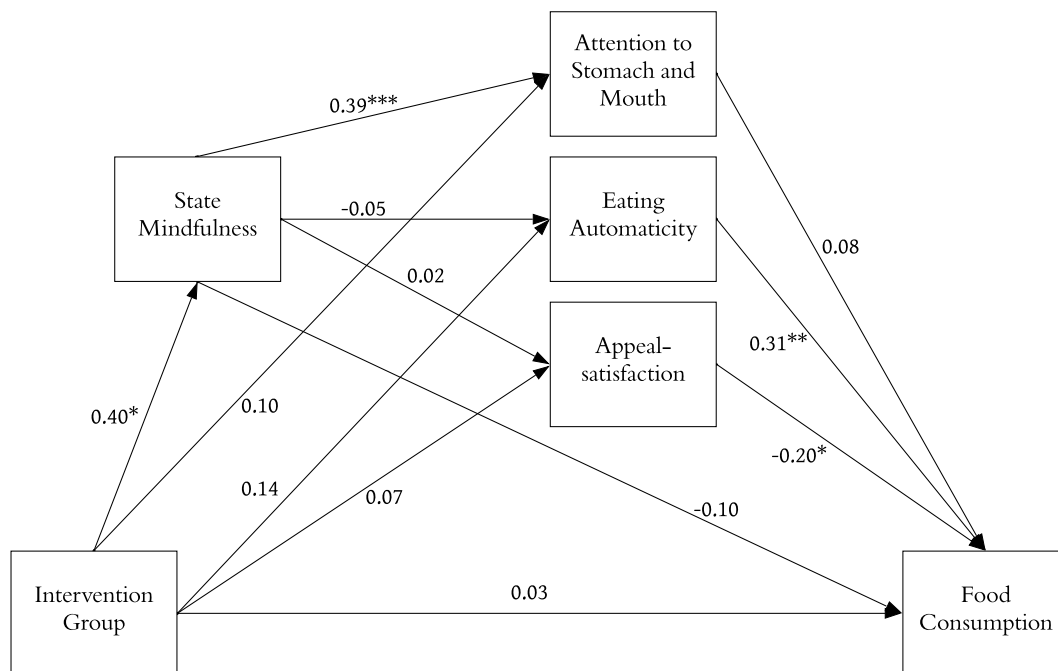 Attention to
Stomach and
Mouth
0.39***
State
Mindfulness
-0.05
Eating
Automaticity
0.02
0.08
Appeal-
satisfaction
0.31**
0.40*
0.10
-0.20*
0.14
0.07
-0.10
Intervention
Group
0.03
Food
Consumption